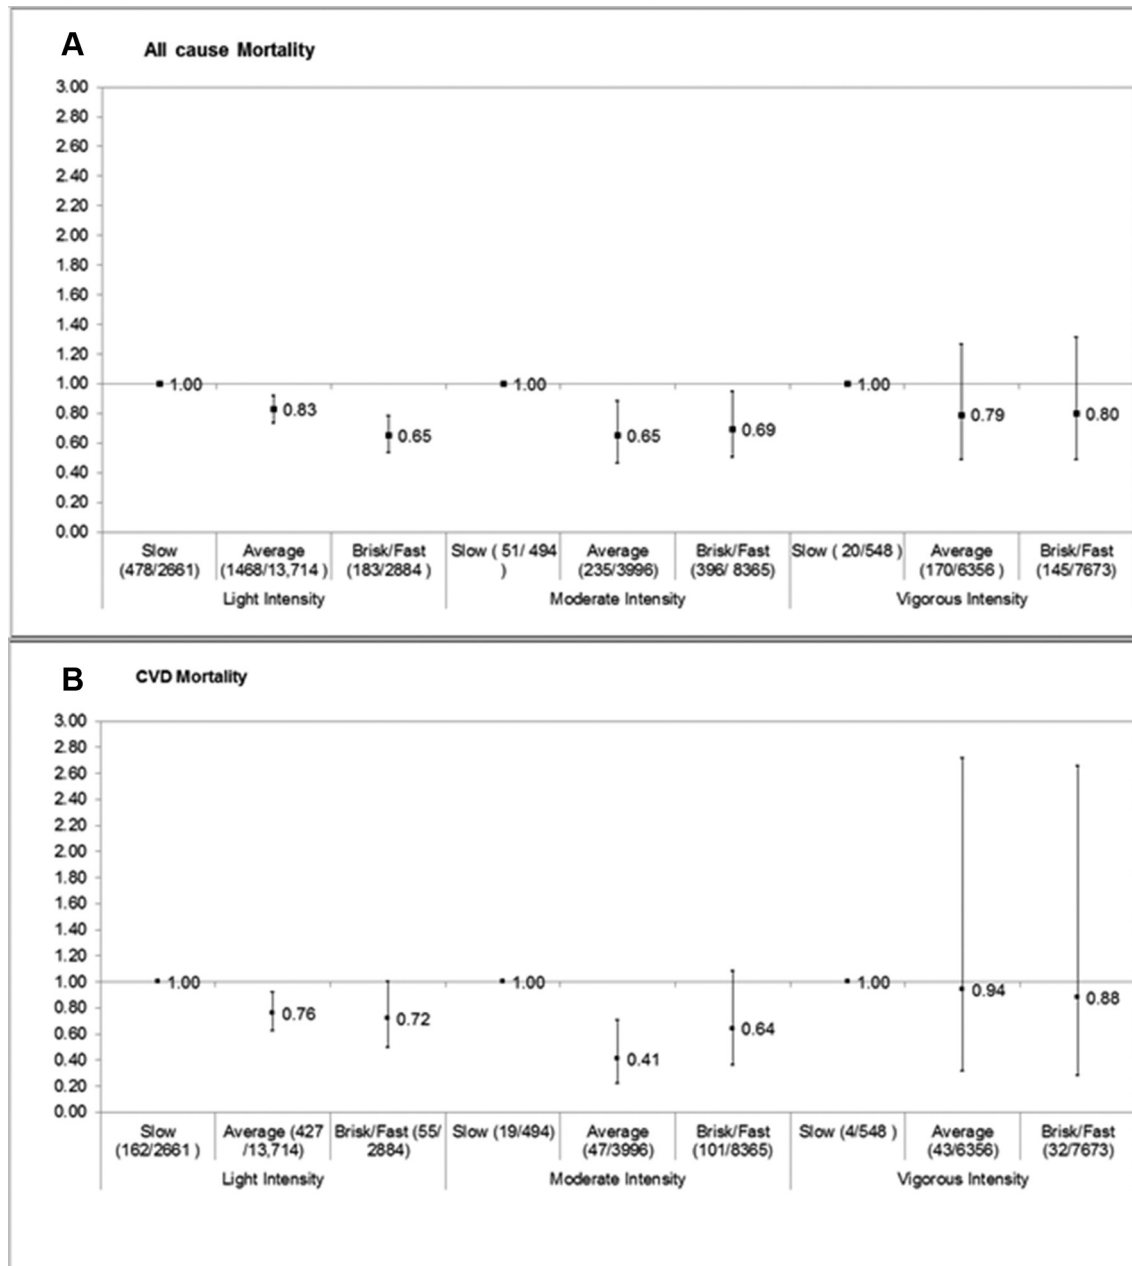 A All cause Mortality
3.00
2.80
2.60
2.40
2.20
2.00
1.80
1.60
1.40
1.20
1.00 1.00 1.00 1.00
0.80 0.83 0.79 0.80
0.60 0.65 0.65 0.69
0.40
0.20
0.00
Slow Average Brisk/Fast Slow ( 51/ 494 Average Brisk/Fast Slow ( 20/548 ) Average Brisk/Fast
(478/2661) (1468/13,714 ) (183/2884 ) ) (235/3996) (396/ 8365) (170/6356 ) (145/7673)
Light Intensity Moderate Intensity Vigorous Intensity
B CVD Mortality
3.00
2.80
2.60
2.40
2.20
2.00
1.80
1.60
1.40
1.20
1.00 1.00 1.00 1.00 0.94
0.80 0.76 0.72 0.88
0.60 0.64
0.40 0.41
0.20
0.00
Slow Average (427 Brisk/Fast (55/ Slow (19/494) Average Brisk/Fast Slow (4/548 ) Average Brisk/Fast
(162/2661 ) /13,714) 2884) (47/3996) (101/8365) (43/6356) (32/7673)
Light Intensity Moderate Intensity Vigorous Intensity